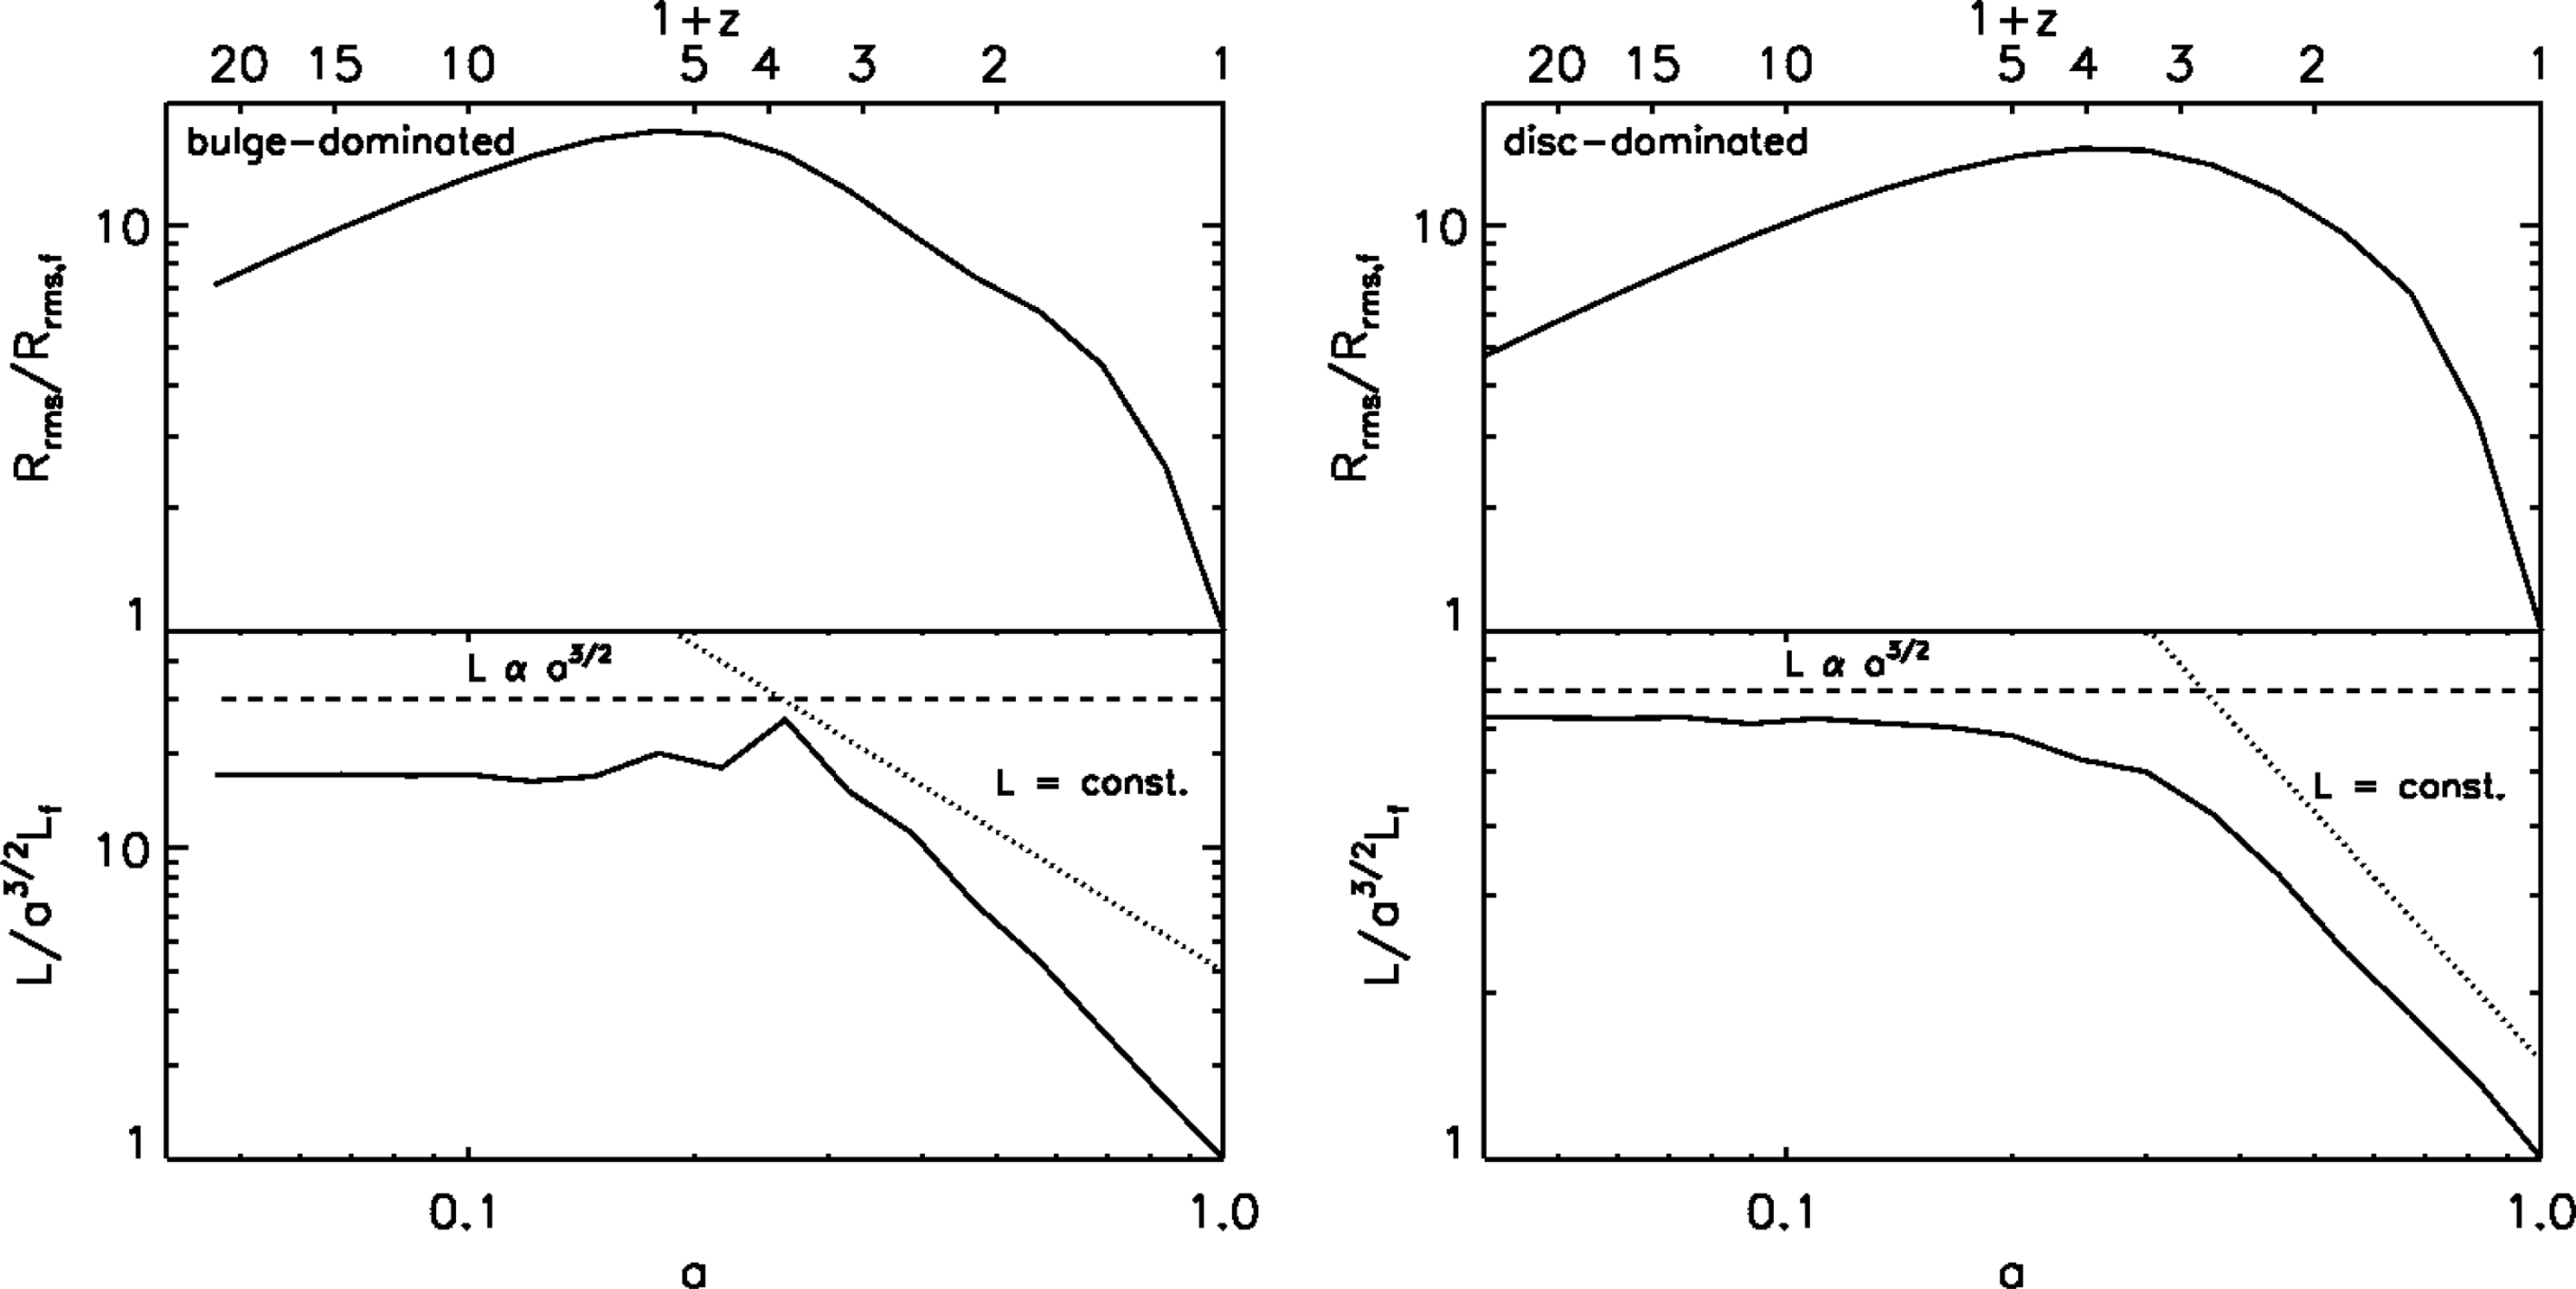 1+z
20 15 10 5 4 3 2 1
bulge-dominated
10
1
R_rms/R_rms,f
L α a^3/2
L = const.
10
1
L/a^3/2 L_f
0.1 1.0
a
1+z
20 15 10 5 4 3 2 1
disc-dominated
10
1
R_rms/R_rms,f
L α a^3/2
L = const.
1
L/a^3/2 L_f
0.1 1.0
a